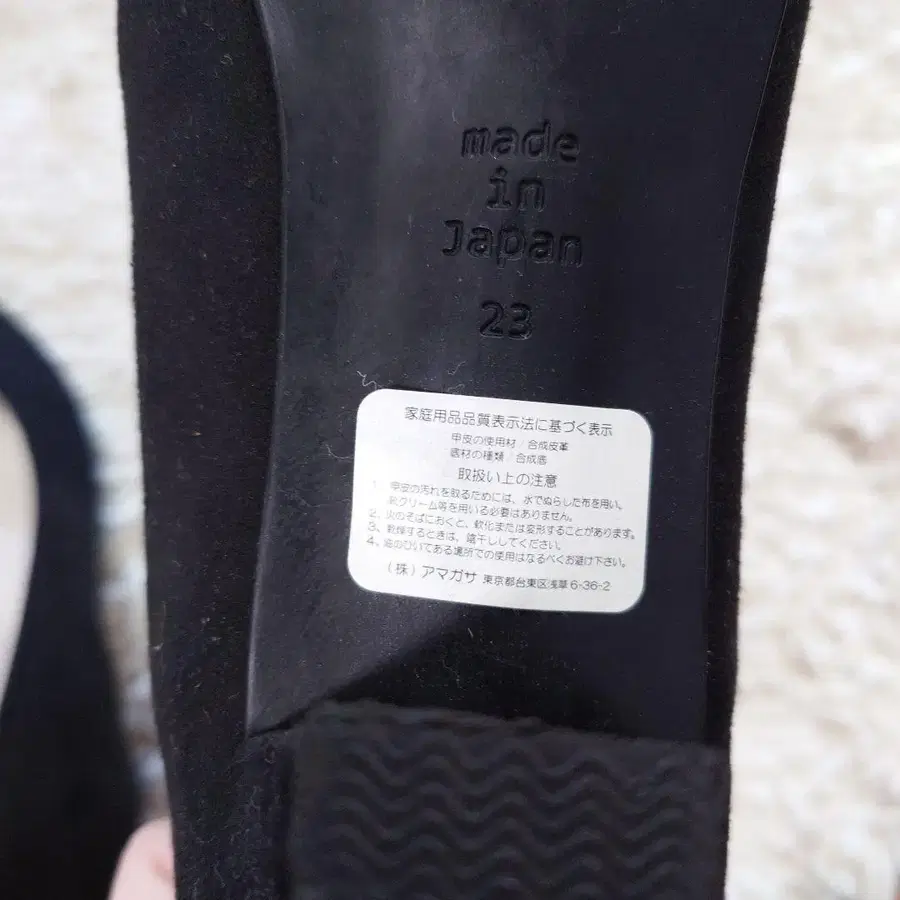 made
in
Japan
23
家庭用品品質表示法に基づく表示
甲皮の使用材/合成皮革
底材の種類/合成底
取扱い上の注意
1. 甲皮の汚れを取るためには、水でぬらした布を用い、
靴クリーム等を用いる必要はありません。
2. 火のそばにおくと、軟化または変形することがあります。
3. 乾燥するときは、陰干ししてください。
4. 油のひいてある場所での使用はなるべくお避け下さい。
(株)アマガサ 東京都台東区浅草6-36-2